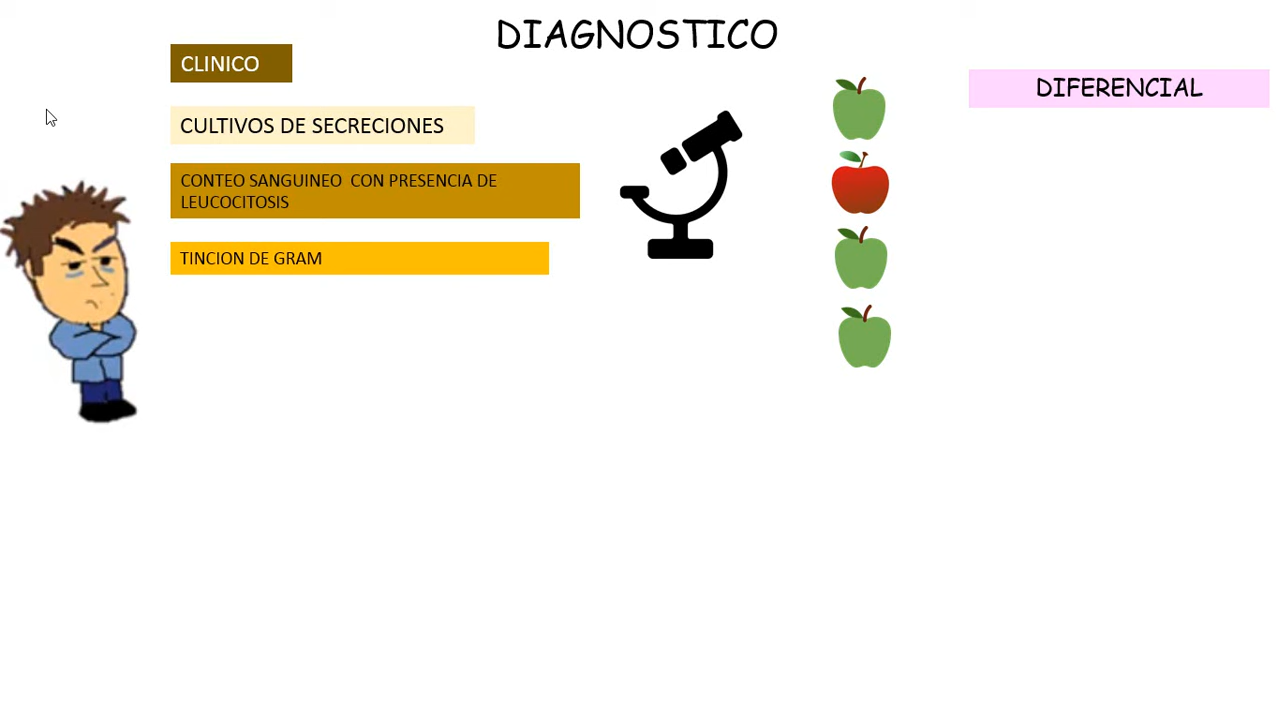 DIAGNOSTICO
CLINICO
CULTIVOS DE SECRECIONES
CONTEO SANGUINEO  CON PRESENCIA DE
LEUCOCITOSIS
TINCION DE GRAM
DIFERENCIAL